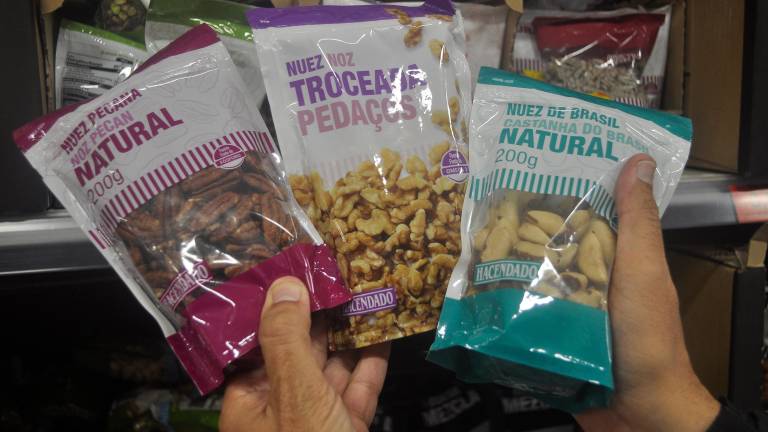 NUEZ PECANA
NOZ PECAN
NATURAL
200g
HACENDADO
NUEZ NOZ
TROCEADA
PEDAÇOS
HACENDADO
NUEZ DE BRASIL
CASTANHA DO BRASIL
NATURAL
200g
HACENDADO